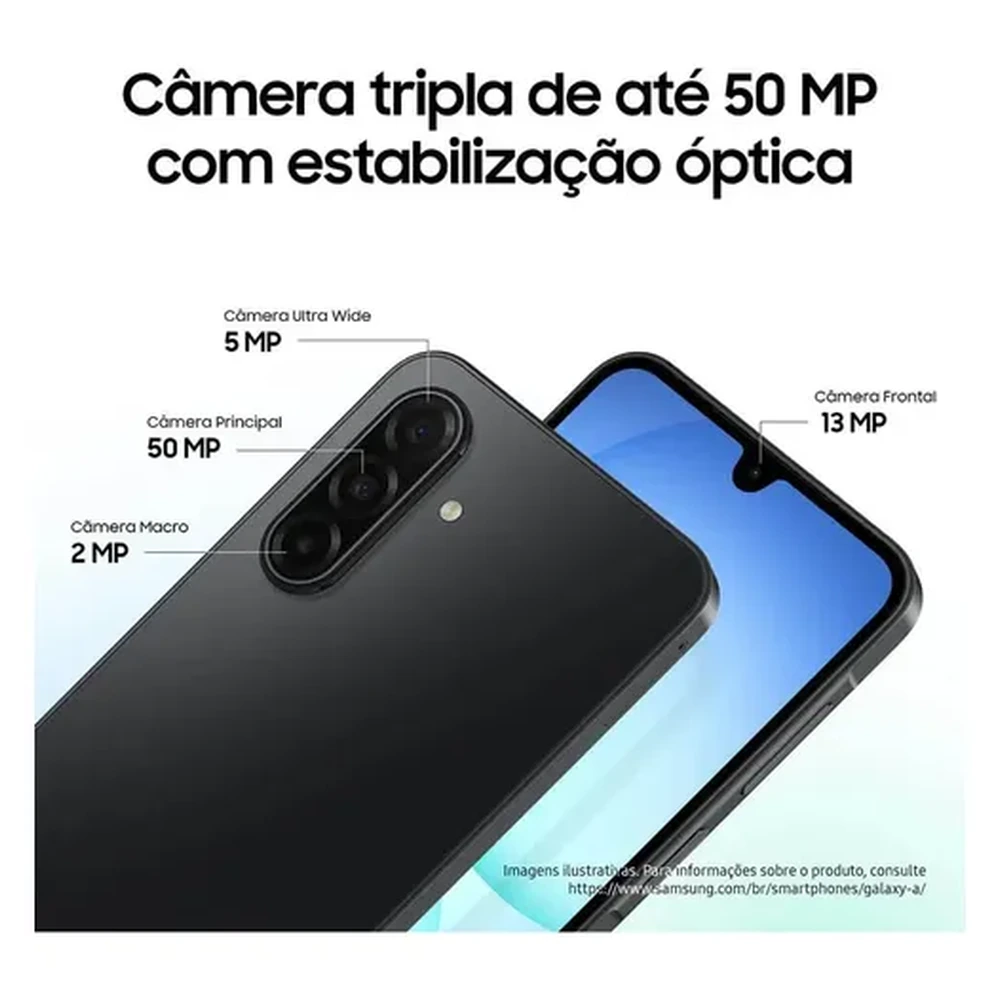 Câmera tripla de até 50 MP
com estabilização óptica
Câmera Ultra Wide
5 MP
Câmera Principal
50 MP
Câmera Macro
2 MP
Câmera Frontal
13 MP
Imagens ilustrativas. Para informações sobre o produto, consulte
https://www.samsung.com/br/smartphones/galaxy-a/